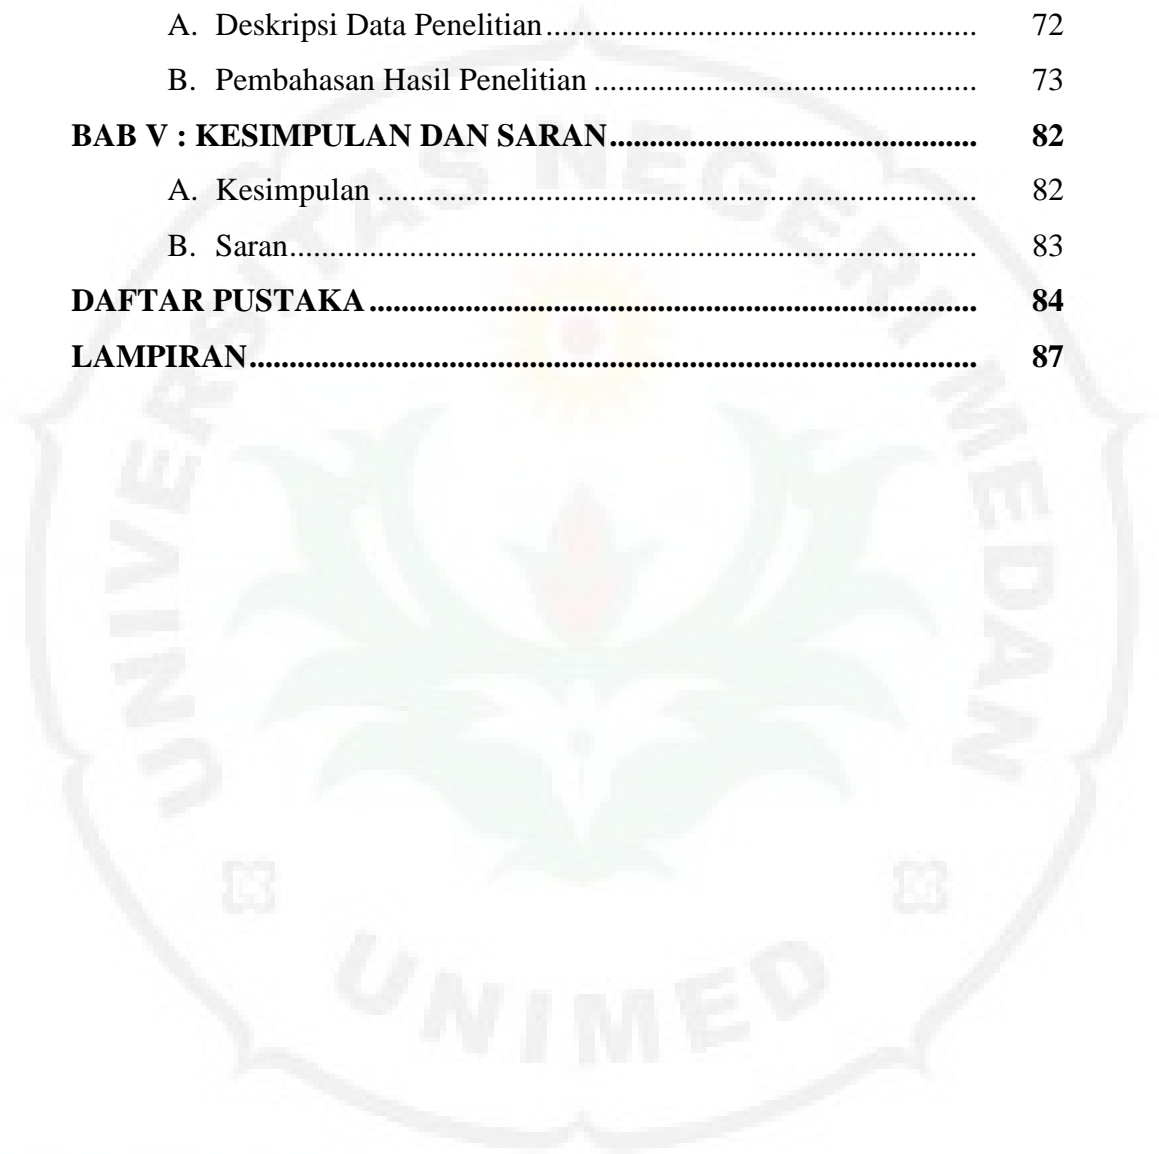 A. Deskripsi Data Penelitian ...................................................... 72
B. Pembahasan Hasil Penelitian ................................................ 73
BAB V : KESIMPULAN DAN SARAN .............................................. 82
A. Kesimpulan ........................................................................... 82
B. Saran ...................................................................................... 83
DAFTAR PUSTAKA ............................................................................ 84
LAMPIRAN ........................................................................................... 87
UNIVERSITAS NEGERI MEDAN
UNIMED